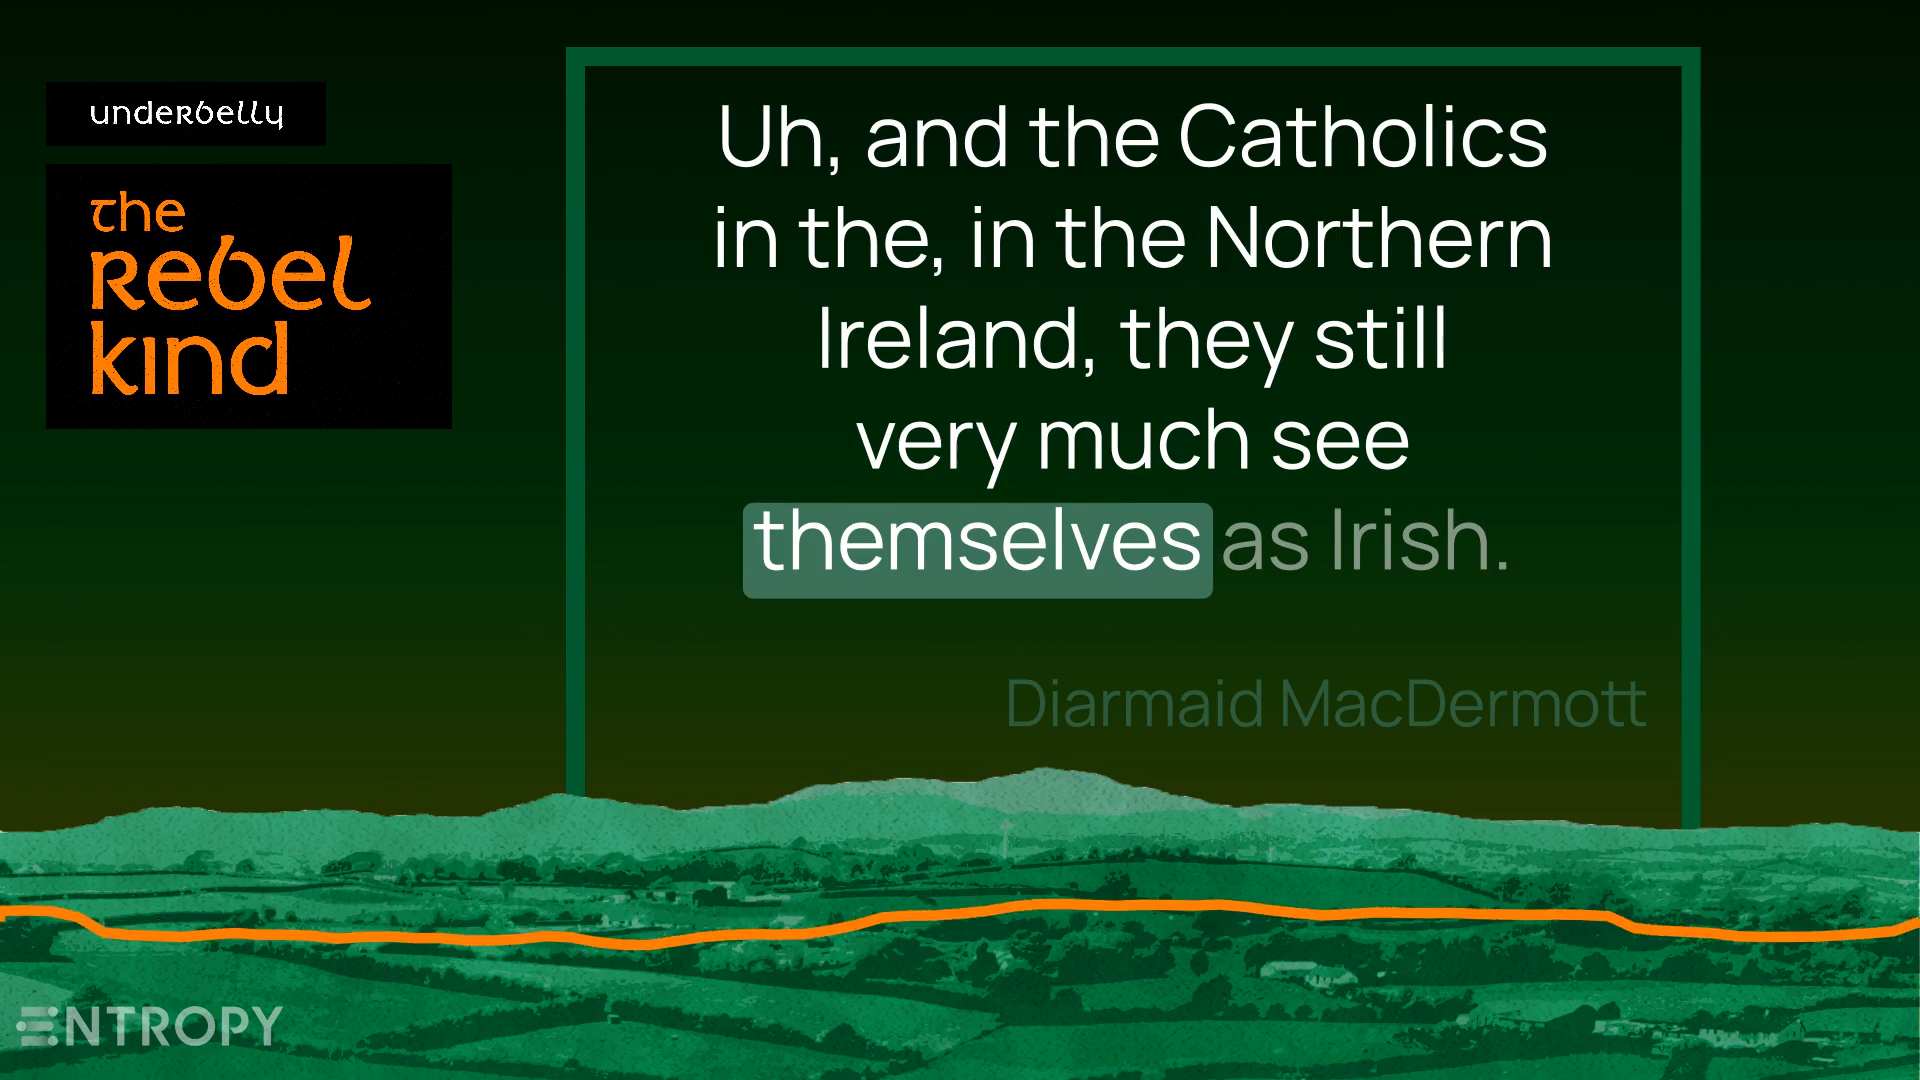 underbelly
the
Rebel
kind
Uh, and the Catholics
in the, in the Northern
Ireland, they still
very much see
themselves as Irish.
Diarmaid MacDermott
ENTROPY